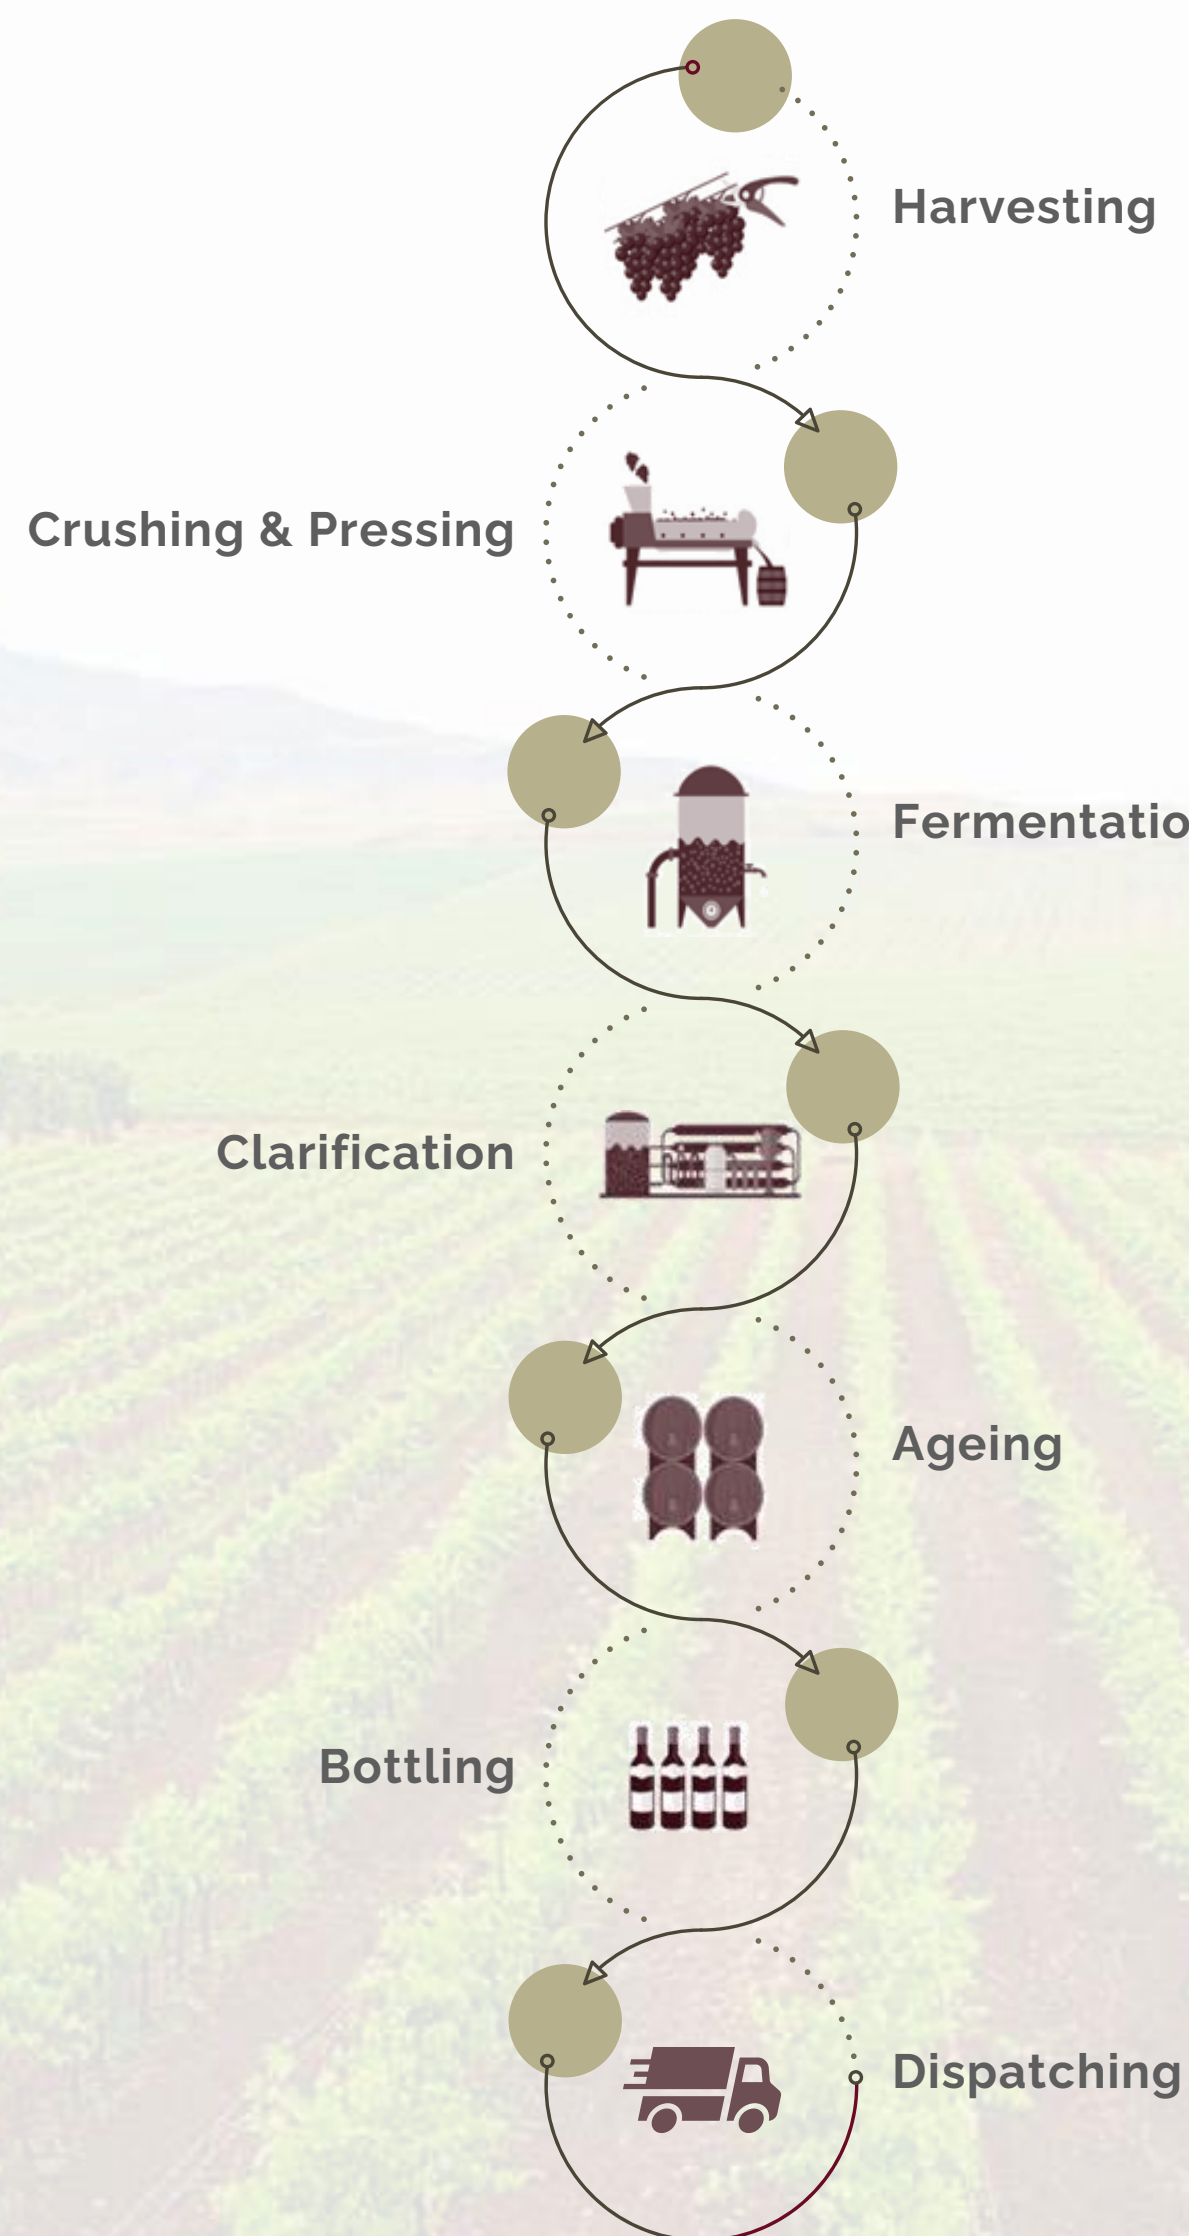 Harvesting
Crushing & Pressing
Fermentatio
Clarification
Ageing
Bottling
Dispatching